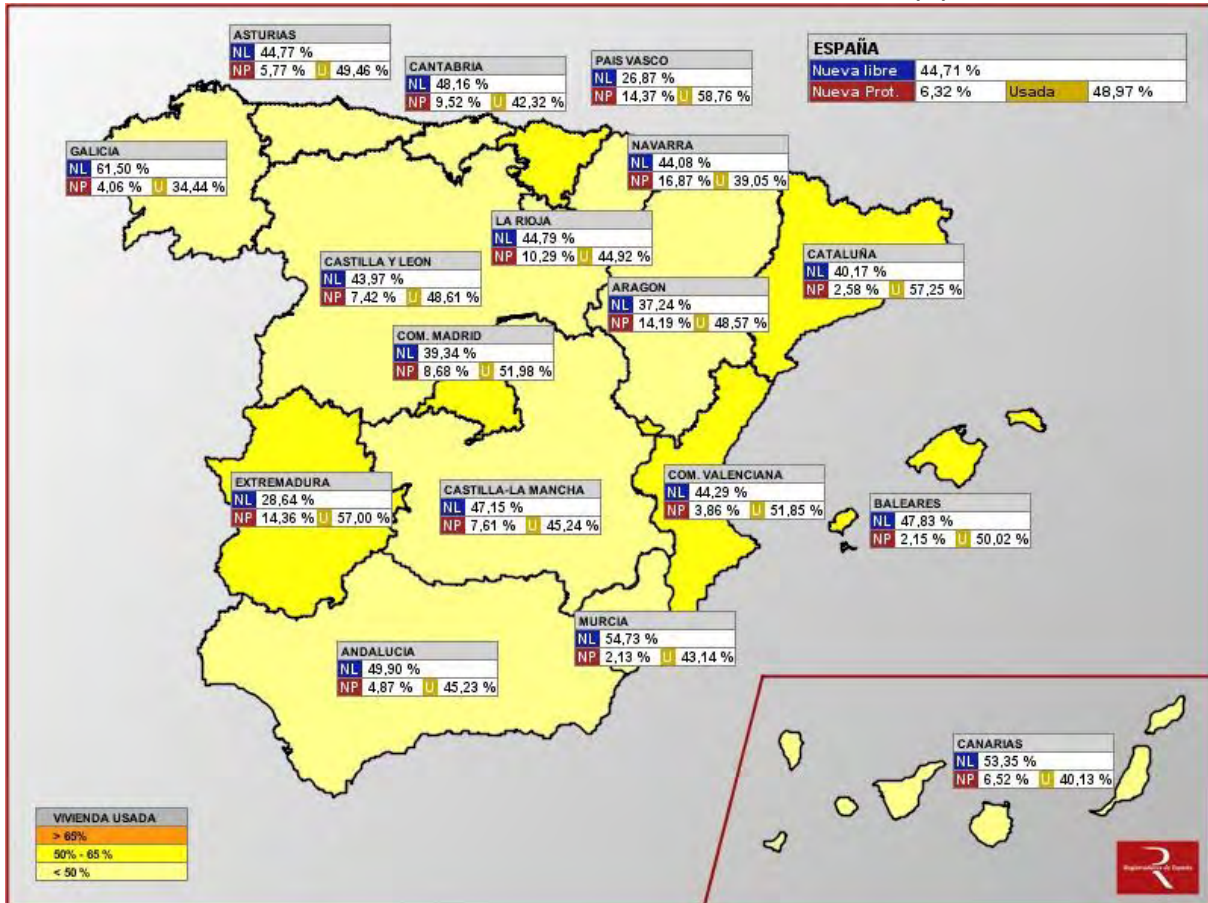 ASTURIAS
NL 44,77 %
NP 5,77 % U 49,46 %
CANTABRIA
NL 48,16 %
NP 9,52 % U 42,32 %
PAIS VASCO
NL 26,87 %
NP 14,37 % U 58,76 %
ESPAÑA
Nueva libre 44,71 %
Nueva Prot. 6,32 % Usada 48,97 %
GALICIA
NL 61,50 %
NP 4,06 % U 34,44 %
NAVARRA
NL 44,08 %
NP 16,87 % U 39,05 %
LA RIOJA
NL 44,79 %
NP 10,29 % U 44,92 %
CASTILLA Y LEON
NL 43,97 %
NP 7,42 % U 48,61 %
CATALUÑA
NL 40,17 %
NP 2,58 % U 57,25 %
ARAGON
NL 37,24 %
NP 14,19 % U 48,57 %
COM. MADRID
NL 39,34 %
NP 8,68 % U 51,98 %
EXTREMADURA
NL 28,64 %
NP 14,36 % U 57,00 %
CASTILLA-LA MANCHA
NL 47,15 %
NP 7,61 % U 45,24 %
COM. VALENCIANA
NL 44,29 %
NP 3,86 % U 51,85 %
BALEARES
NL 47,83 %
NP 2,15 % U 50,02 %
MURCIA
NL 54,73 %
NP 2,13 % U 43,14 %
ANDALUCIA
NL 49,90 %
NP 4,87 % U 45,23 %
CANARIAS
NL 53,35 %
NP 6,52 % U 40,13 %
VIVIENDA USADA
> 65%
50% - 65 %
< 50 %
R
Registradores de España